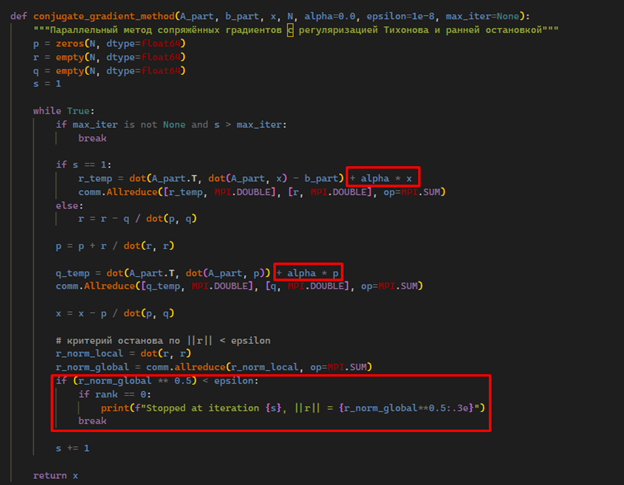 def conjugate_gradient_method(A_part, b_part, x, N, alpha=0.0, epsilon=1e-8, max_iter=None):
"""Параллельный метод сопряжённых градиентов с регуляризацией Тихонова и ранней остановкой"""
p = zeros(N, dtype=float64)
r = empty(N, dtype=float64)
q = empty(N, dtype=float64)
s = 1
while True:
if max_iter is not None and s > max_iter:
break
if s == 1:
r_temp = dot(A_part.T, dot(A_part, x) - b_part) + alpha * x
comm.Allreduce([r_temp, MPI.DOUBLE], [r, MPI.DOUBLE], op=MPI.SUM)
else:
r = r - q / dot(p, q)
p = p + r / dot(r, r)
q_temp = dot(A_part.T, dot(A_part, p)) + alpha * p
comm.Allreduce([q_temp, MPI.DOUBLE], [q, MPI.DOUBLE], op=MPI.SUM)
x = x - p / dot(p, q)
# критерий останова по ||r|| < epsilon
r_norm_local = dot(r, r)
r_norm_global = comm.allreduce(r_norm_local, op=MPI.SUM)
if (r_norm_global ** 0.5) < epsilon:
if rank == 0:
print(f"Stopped at iteration {s}, ||r|| = {r_norm_global**0.5:.3e}")
break
s += 1
return x